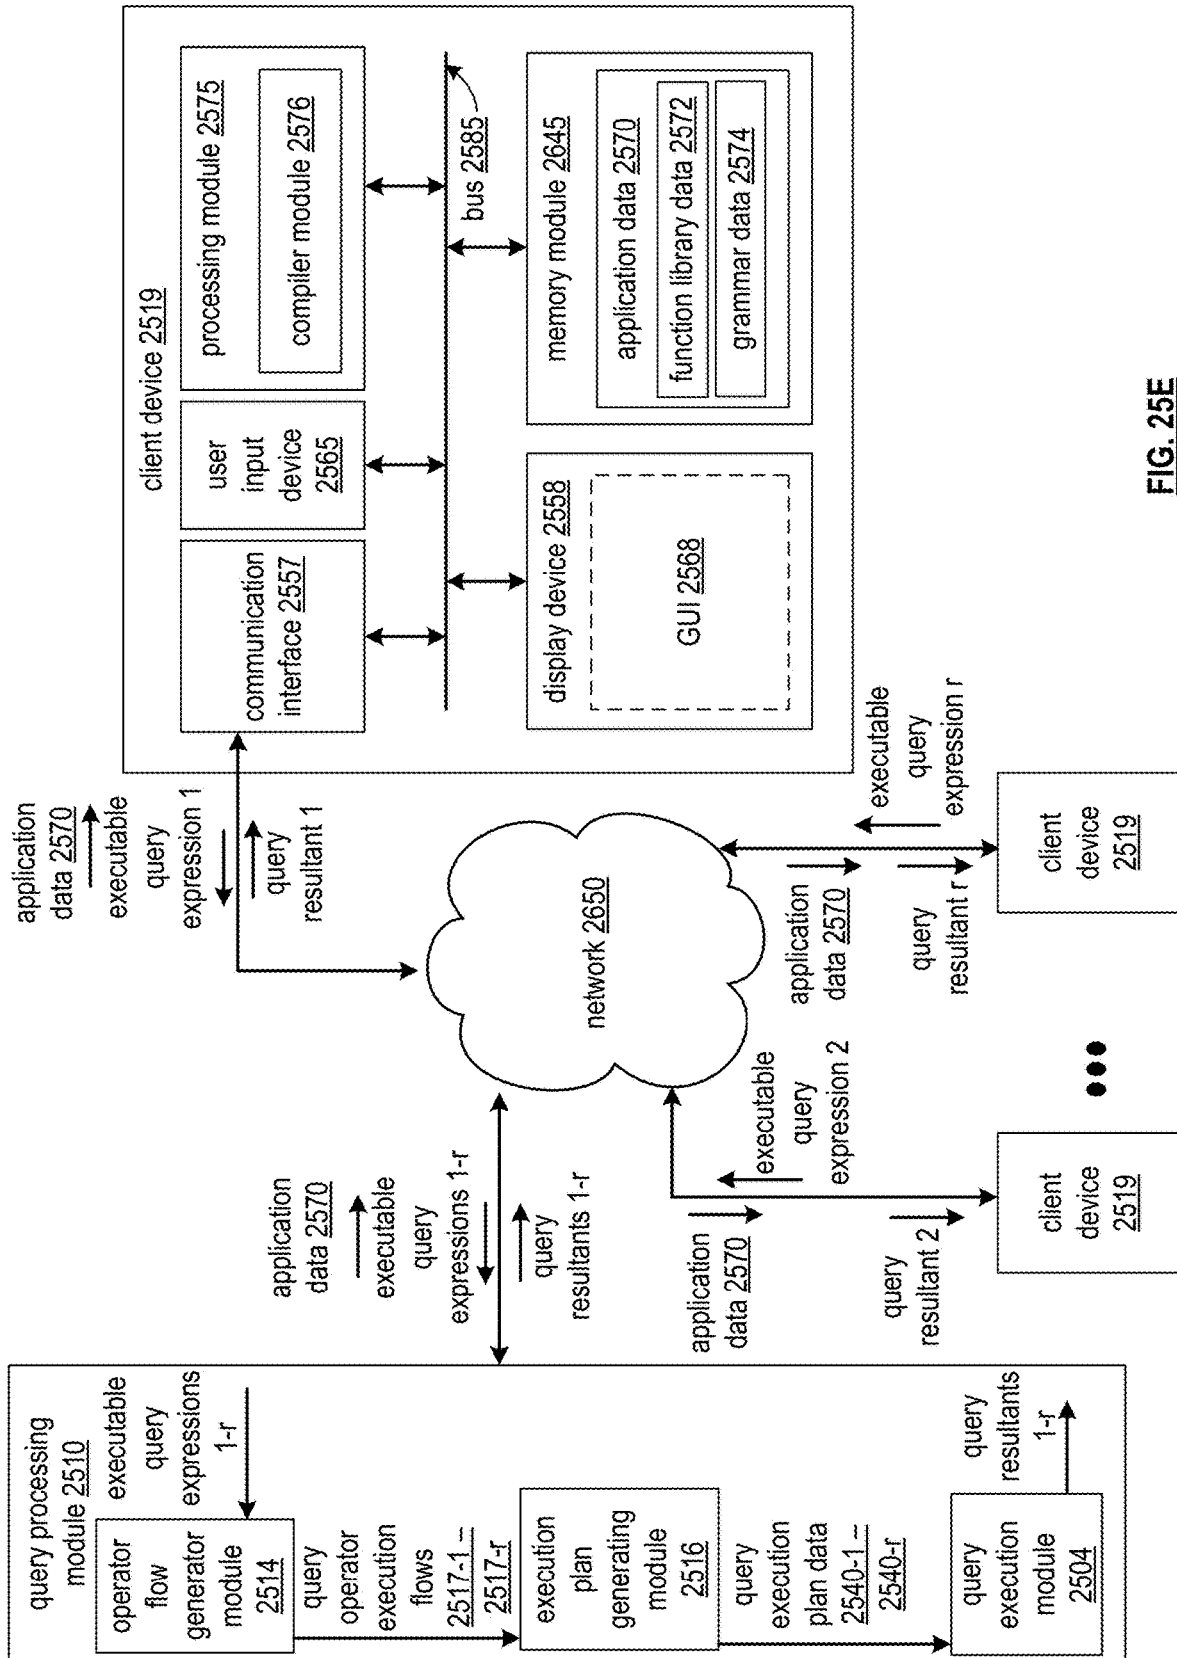 query processing
module 2510
executable
query
expressions
1-r
operator
flow
generator
module
2514
query
operator
execution
flows
2517-1 –
2517-r
execution
plan
generating
module
2516
query
execution
plan data
2540-1 –
2540-r
query
execution
module
2504
query
resultants
1-r
application
data 2570
executable
query
expressions 1-r
query
resultants 1-r
network 2650
application
data 2570
executable
query
expression 1
query
resultant 1
application
data 2570
executable
query
expression 2
query
resultant 2
client
device
2519
application
data 2570
executable
query
expression r
query
resultant r
client
device
2519
client device 2519
communication
interface 2557
user
input
device
2565
processing module 2575
compiler module 2576
bus 2585
display device 2558
GUI 2568
memory module 2645
application data 2570
function library data 2572
grammar data 2574
FIG. 25E